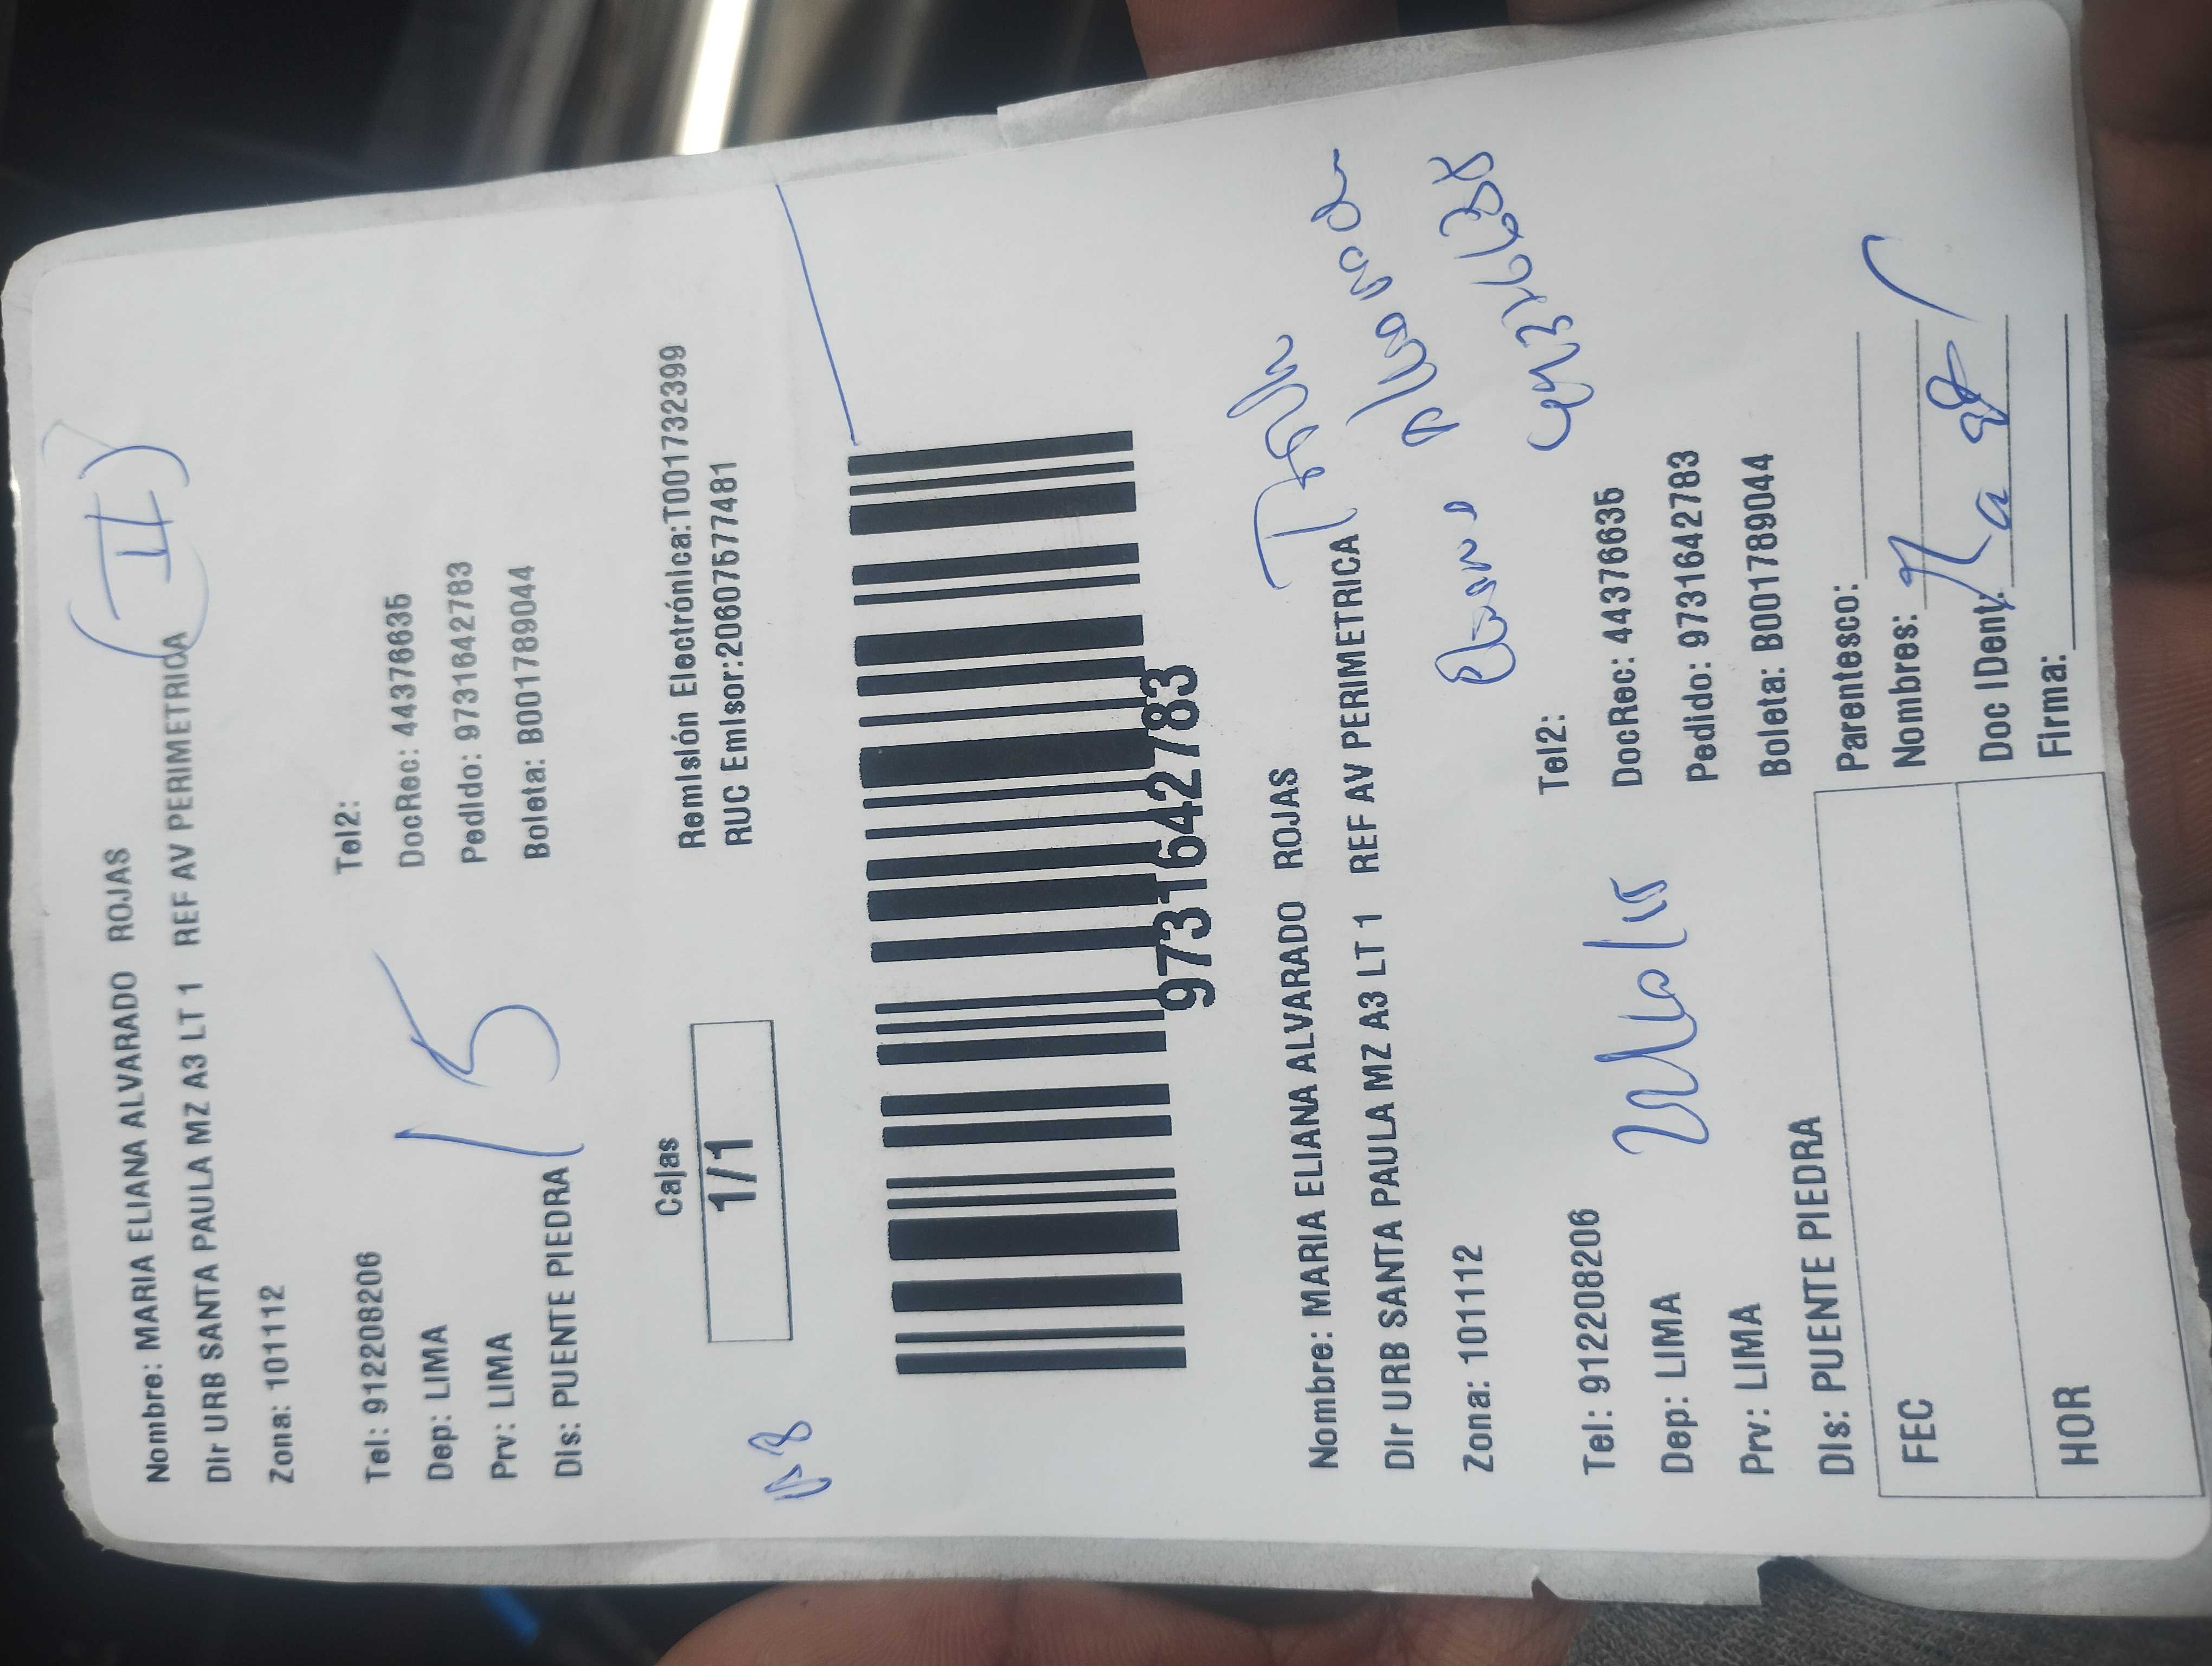 (II)
Nombre: MARIA ELIANA ALVARADO ROJAS
Dir URB SANTA PAULA MZ A3 LT 1 REF AV PERIMETRICA
Zona: 101112
Tel: 912208206 Tel2:
Dep: LIMA DocRec: 44376635
Prv: LIMA Pedido: 9731642783
Dis: PUENTE PIEDRA Boleta: B001789044
15
Cajas
1/1
Remisión Electrónica:T001732399
RUC Emisor:20607577481
9731642783
Nombre: MARIA ELIANA ALVARADO ROJAS
Dir URB SANTA PAULA MZ A3 LT 1 REF AV PERIMETRICA
Zona: 101112
Tel: 912208206 Tel2:
Dep: LIMA DocRec: 44376635
Prv: LIMA Pedido: 9731642783
Dis: PUENTE PIEDRA Boleta: B001789044
FEC
HOR
Parentesco:
Nombres:
Doc IDent:
Firma: